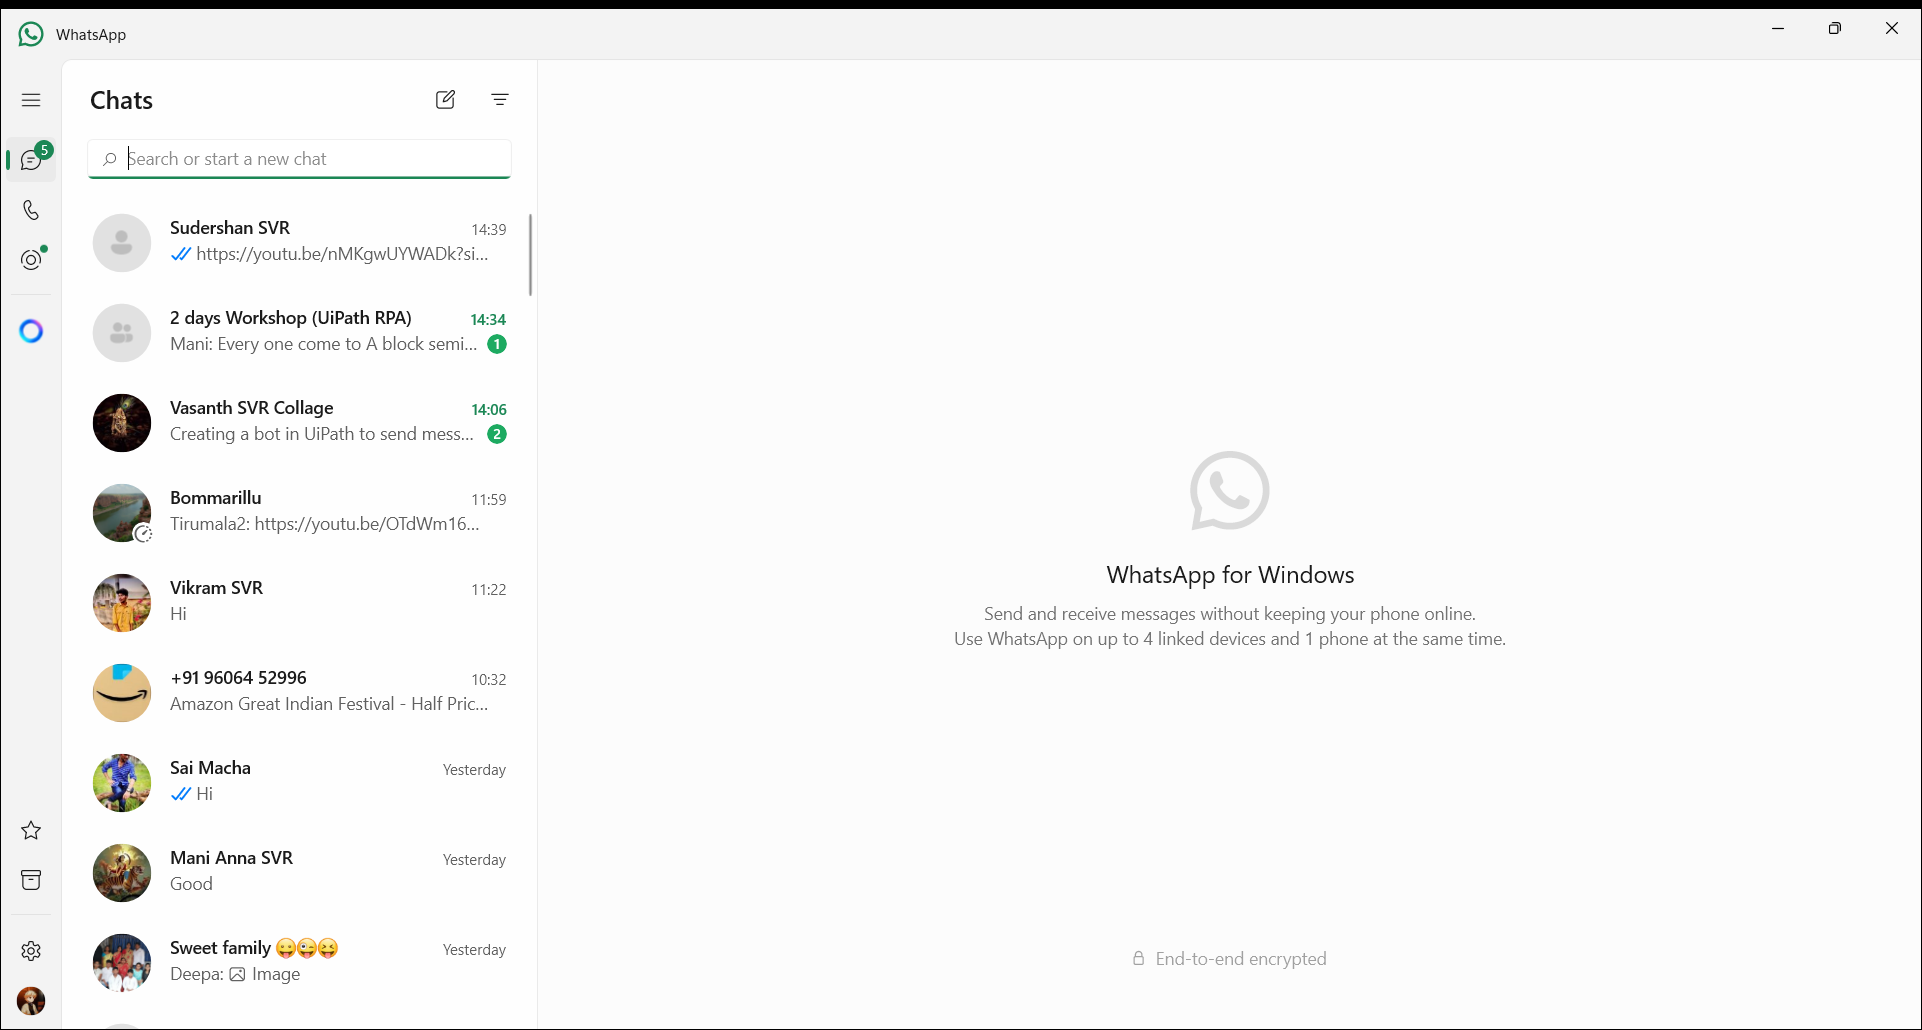 WhatsApp
Chats
5
Search or start a new chat
Sudershan SVR 14:39
https://youtu.be/nMKgwUYWADk?si...
2 days Workshop (UiPath RPA) 14:34
Mani: Every one come to A block semi... 1
Vasanth SVR Collage 14:06
Creating a bot in UiPath to send mess... 2
Bommarillu 11:59
Tirumala2: https://youtu.be/OTdWm16...
Vikram SVR 11:22
Hi
+91 96064 52996 10:32
Amazon Great Indian Festival - Half Pric...
Sai Macha Yesterday
Hi
Mani Anna SVR Yesterday
Good
Sweet family 😛😜😝 Yesterday
Deepa: Image
WhatsApp for Windows
Send and receive messages without keeping your phone online.
Use WhatsApp on up to 4 linked devices and 1 phone at the same time.
End-to-end encrypted